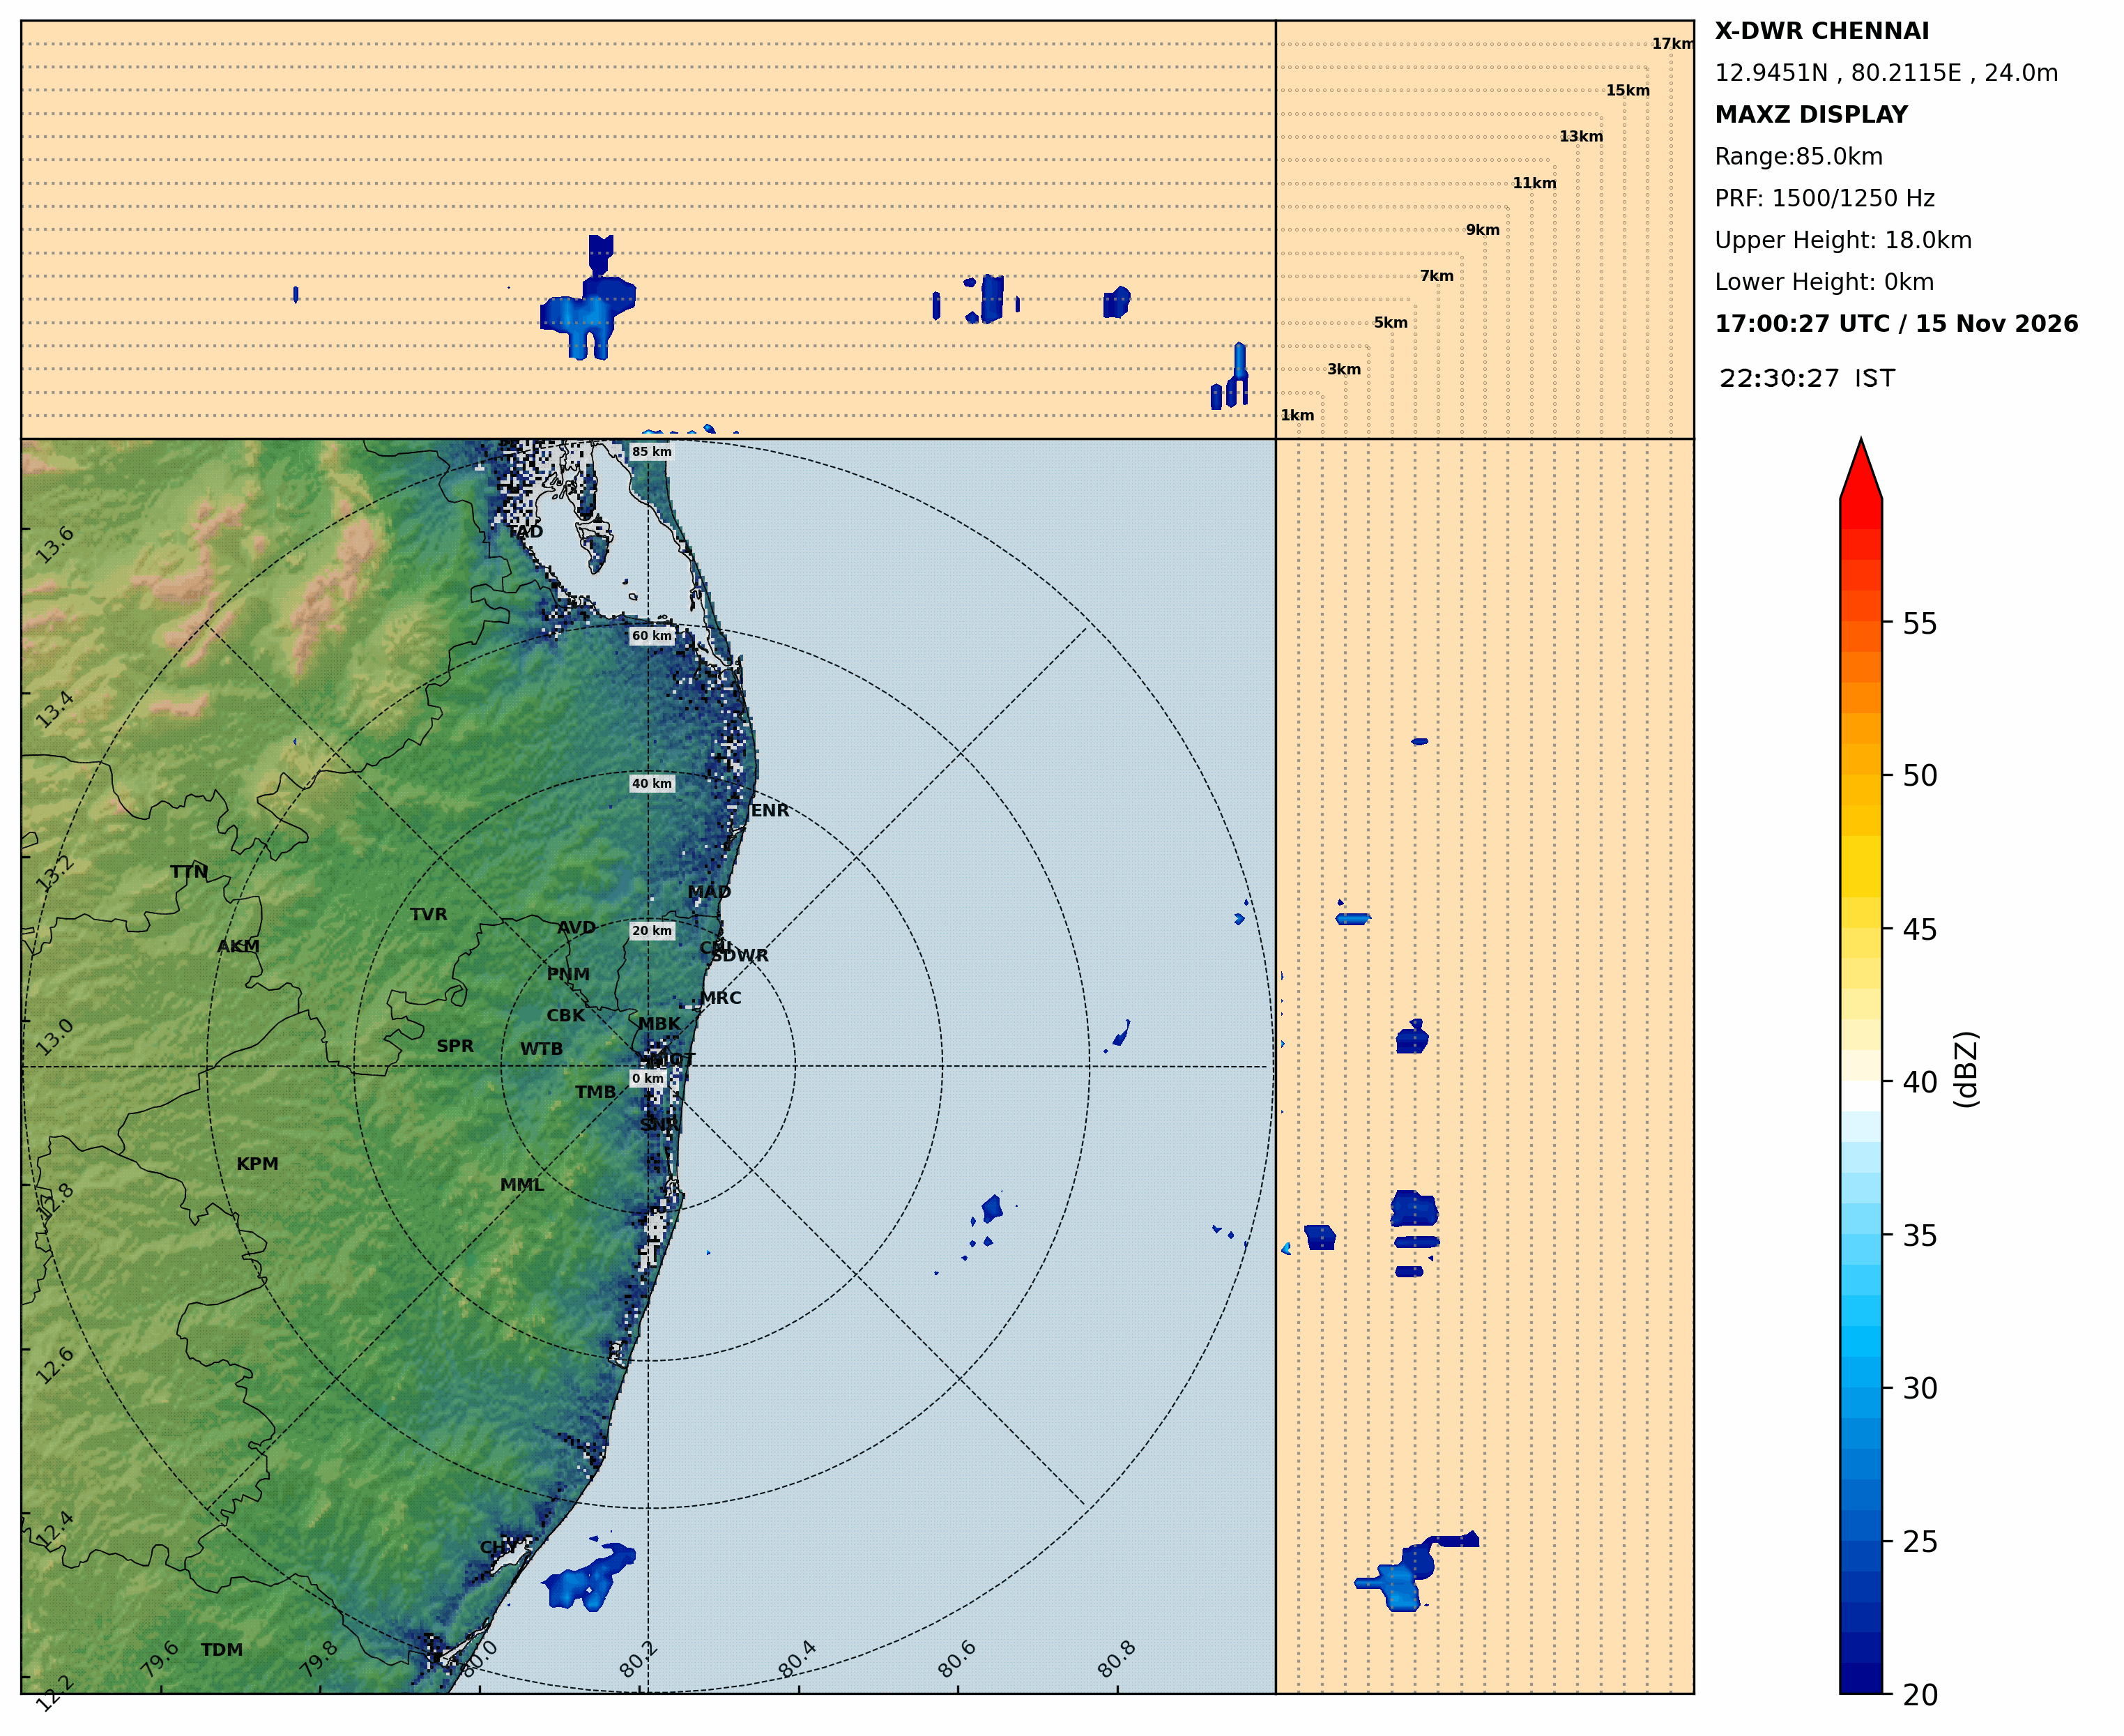 X-DWR CHENNAI
12.9451N , 80.2115E , 24.0m
MAXZ DISPLAY
Range:85.0km
PRF: 1500/1250 Hz
Upper Height: 18.0km
Lower Height: 0km
17:00:27 UTC / 15 Nov 2026
22:30:27 IST
17km
15km
13km
11km
9km
7km
5km
3km
1km
85 km
TAD
13.6
60 km
13.4
40 km
ENR
13.2
TTN
MAD
TVR
AVD
20 km
AKM
SDWR
PNM
MRC
CBK
MBK
13.0
SPR
WTB
0 km
TMB
SNR
KPM
MML
12.8
12.6
12.4
CHY
TDM
12.2
79.6
79.8
80.0
80.2
80.4
80.6
80.8
55
50
45
40
35
30
25
20
(dBZ)